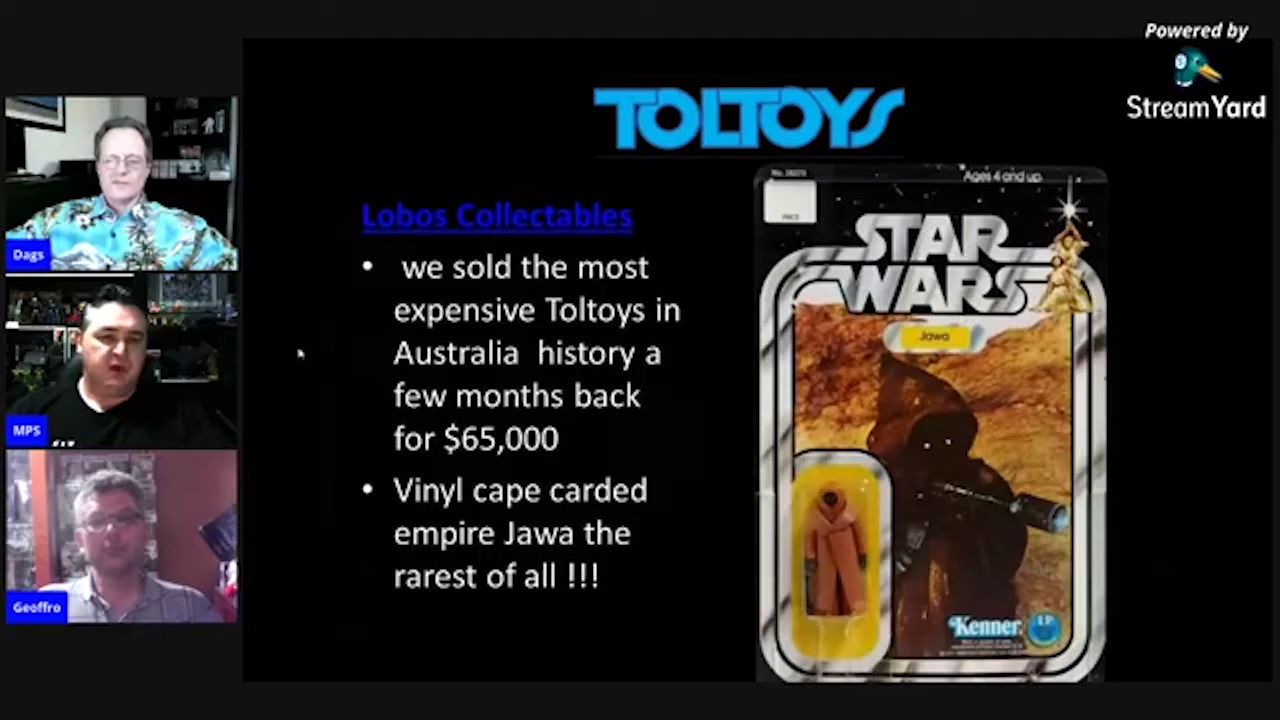 Powered by
StreamYard
TOLTOYS
Lobos Collectables
• we sold the most
expensive Toltoys in
Australia history a
few months back
for $65,000
• Vinyl cape carded
empire Jawa the
rarest of all !!!
Ages 4 and up
PRICE
STAR
WARS
Jawa
Kenner
Dags
MPS
Geoffro